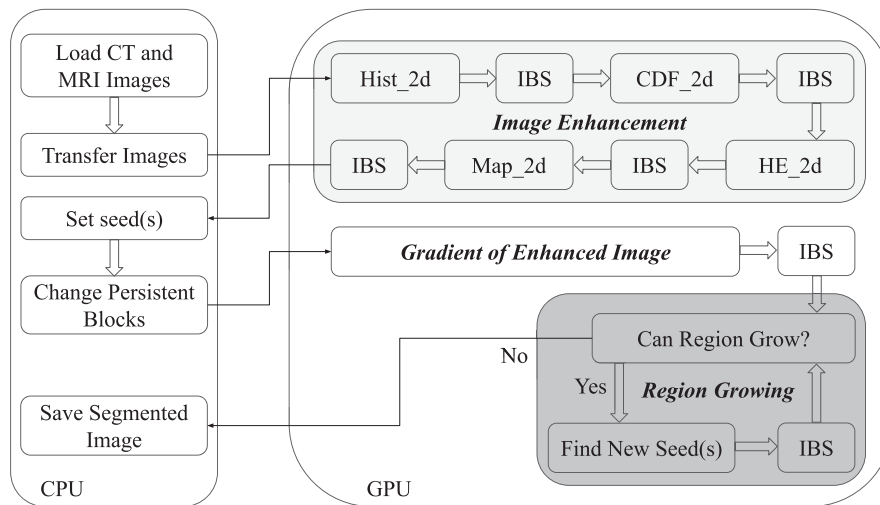 Load CT and
MRI Images
Transfer Images
Set seed(s)
Change Persistent
Blocks
Save Segmented
Image
CPU
Hist_2d
IBS
CDF_2d
IBS
Image Enhancement
IBS
Map_2d
IBS
HE_2d
Gradient of Enhanced Image
IBS
Can Region Grow?
No
Yes
Region Growing
Find New Seed(s)
IBS
GPU